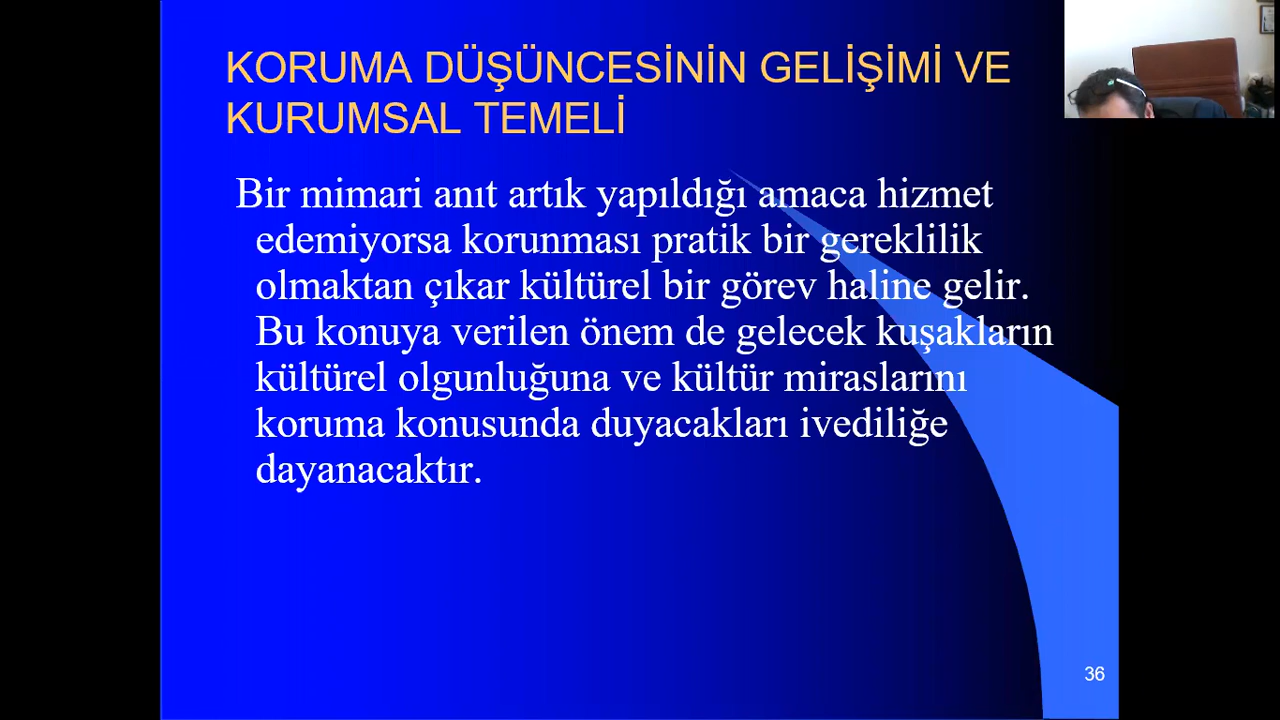 KORUMA DÜŞÜNCESİNİN GELİŞİMİ VE
KURUMSAL TEMELİ
Bir mimari anıt artık yapıldığı amaca hizmet
edemiyorsa korunması pratik bir gereklilik
olmaktan çıkar kültürel bir görev haline gelir.
Bu konuya verilen önem de gelecek kuşakların
kültürel olgunluğuna ve kültür miraslarını
koruma konusunda duyacakları ivediliğe
dayanacaktır.
36